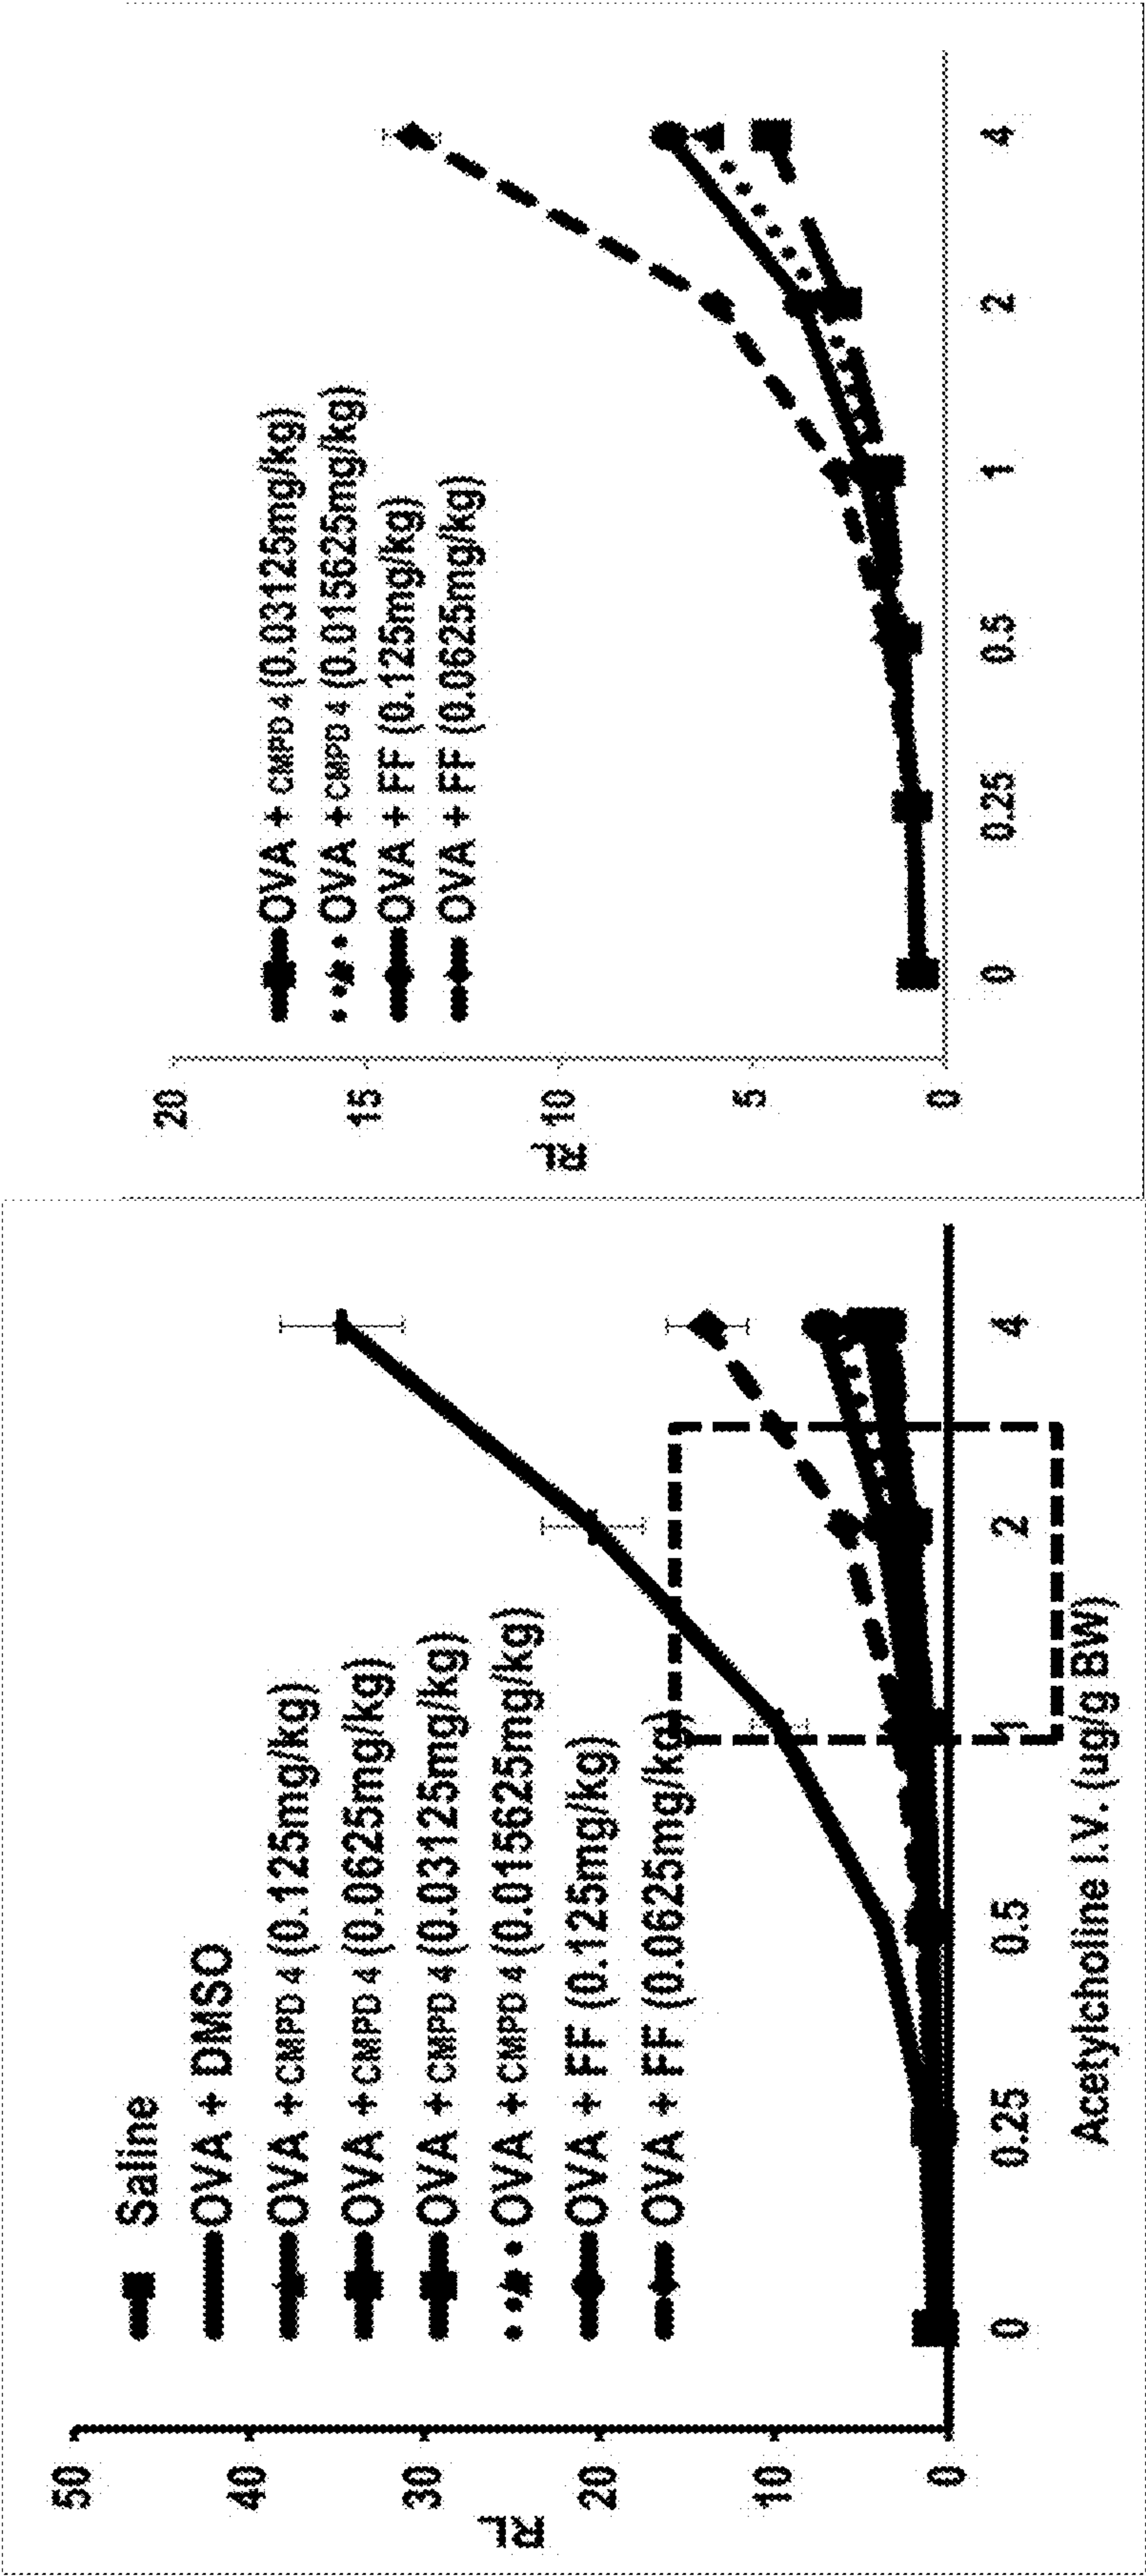 50
40
30
20
10
0
RL
Saline
OVA + DMSO
OVA + CMPD 4 (0.125mg/kg)
OVA + CMPD 4 (0.0625mg/kg)
OVA + CMPD 4 (0.03125mg/kg)
OVA + CMPD 4 (0.015625mg/kg)
OVA + FF (0.125mg/kg)
OVA + FF (0.0625mg/kg)
0 0.25 0.5 1 2 4
Acetylcholine I.V. (ug/g BW)
20
15
10
5
0
RL
OVA + CMPD 4 (0.03125mg/kg)
OVA + CMPD 4 (0.015625mg/kg)
OVA + FF (0.125mg/kg)
OVA + FF (0.0625mg/kg)
0 0.25 0.5 1 2 4